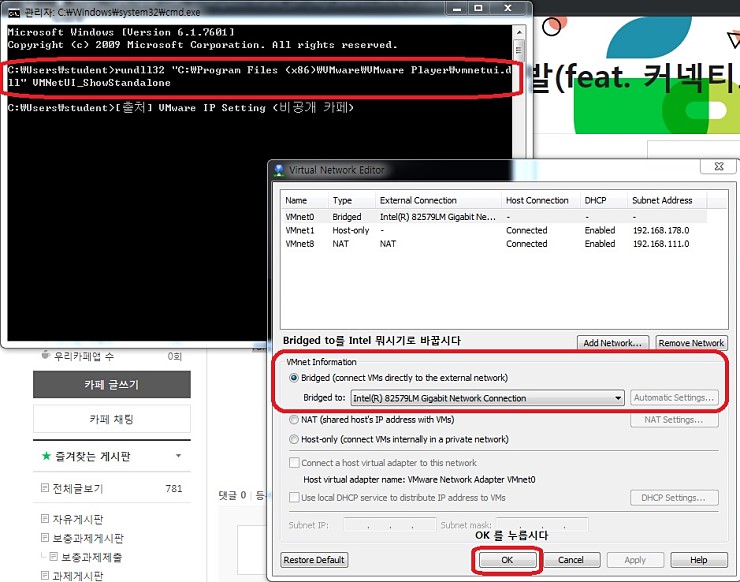 관리자: C:₩Windows₩system32₩cmd.exe
Microsoft Windows [Version 6.1.7601]
Copyright (c) 2009 Microsoft Corporation. All rights reserved.
C:₩Users₩student>rundll32 "C:₩Program Files (x86)₩VMware₩VMware Player₩vmnetui.d
ll" VMNetUI_ShowStandalone
C:₩Users₩student>[출처] VMware IP Setting (비공개 카페)
발(feat. 커넥티
Virtual Network Editor
Name Type External Connection Host Connection DHCP Subnet Address
VMnet0 Bridged Intel(R) 82579LM Gigabit Ne... - - -
VMnet1 Host-only - Connected Enabled 192.168.178.0
VMnet8 NAT NAT Connected Enabled 192.168.111.0
Bridged to를 Intel 뭐시기로 바꿉시다
Add Network... Remove Network
VMnet Information
Bridged (connect VMs directly to the external network)
Bridged to: Intel(R) 82579LM Gigabit Network Connection Automatic Settings...
NAT (shared host's IP address with VMs) NAT Settings...
Host-only (connect VMs internally in a private network)
Connect a host virtual adapter to this network
Host virtual adapter name: VMware Network Adapter VMnet0
Use local DHCP service to distribute IP address to VMs DHCP Settings...
Subnet IP: . . . Subnet mask: . . .
OK 를 누릅시다
Restore Default OK Cancel Apply Help
우리카페앱 수 0회
카페 글쓰기
카페 채팅
★ 즐겨찾는 게시판
전체글보기 781
자유게시판
보충과제게시판
보충과제제출
과제게시판
댓글 0